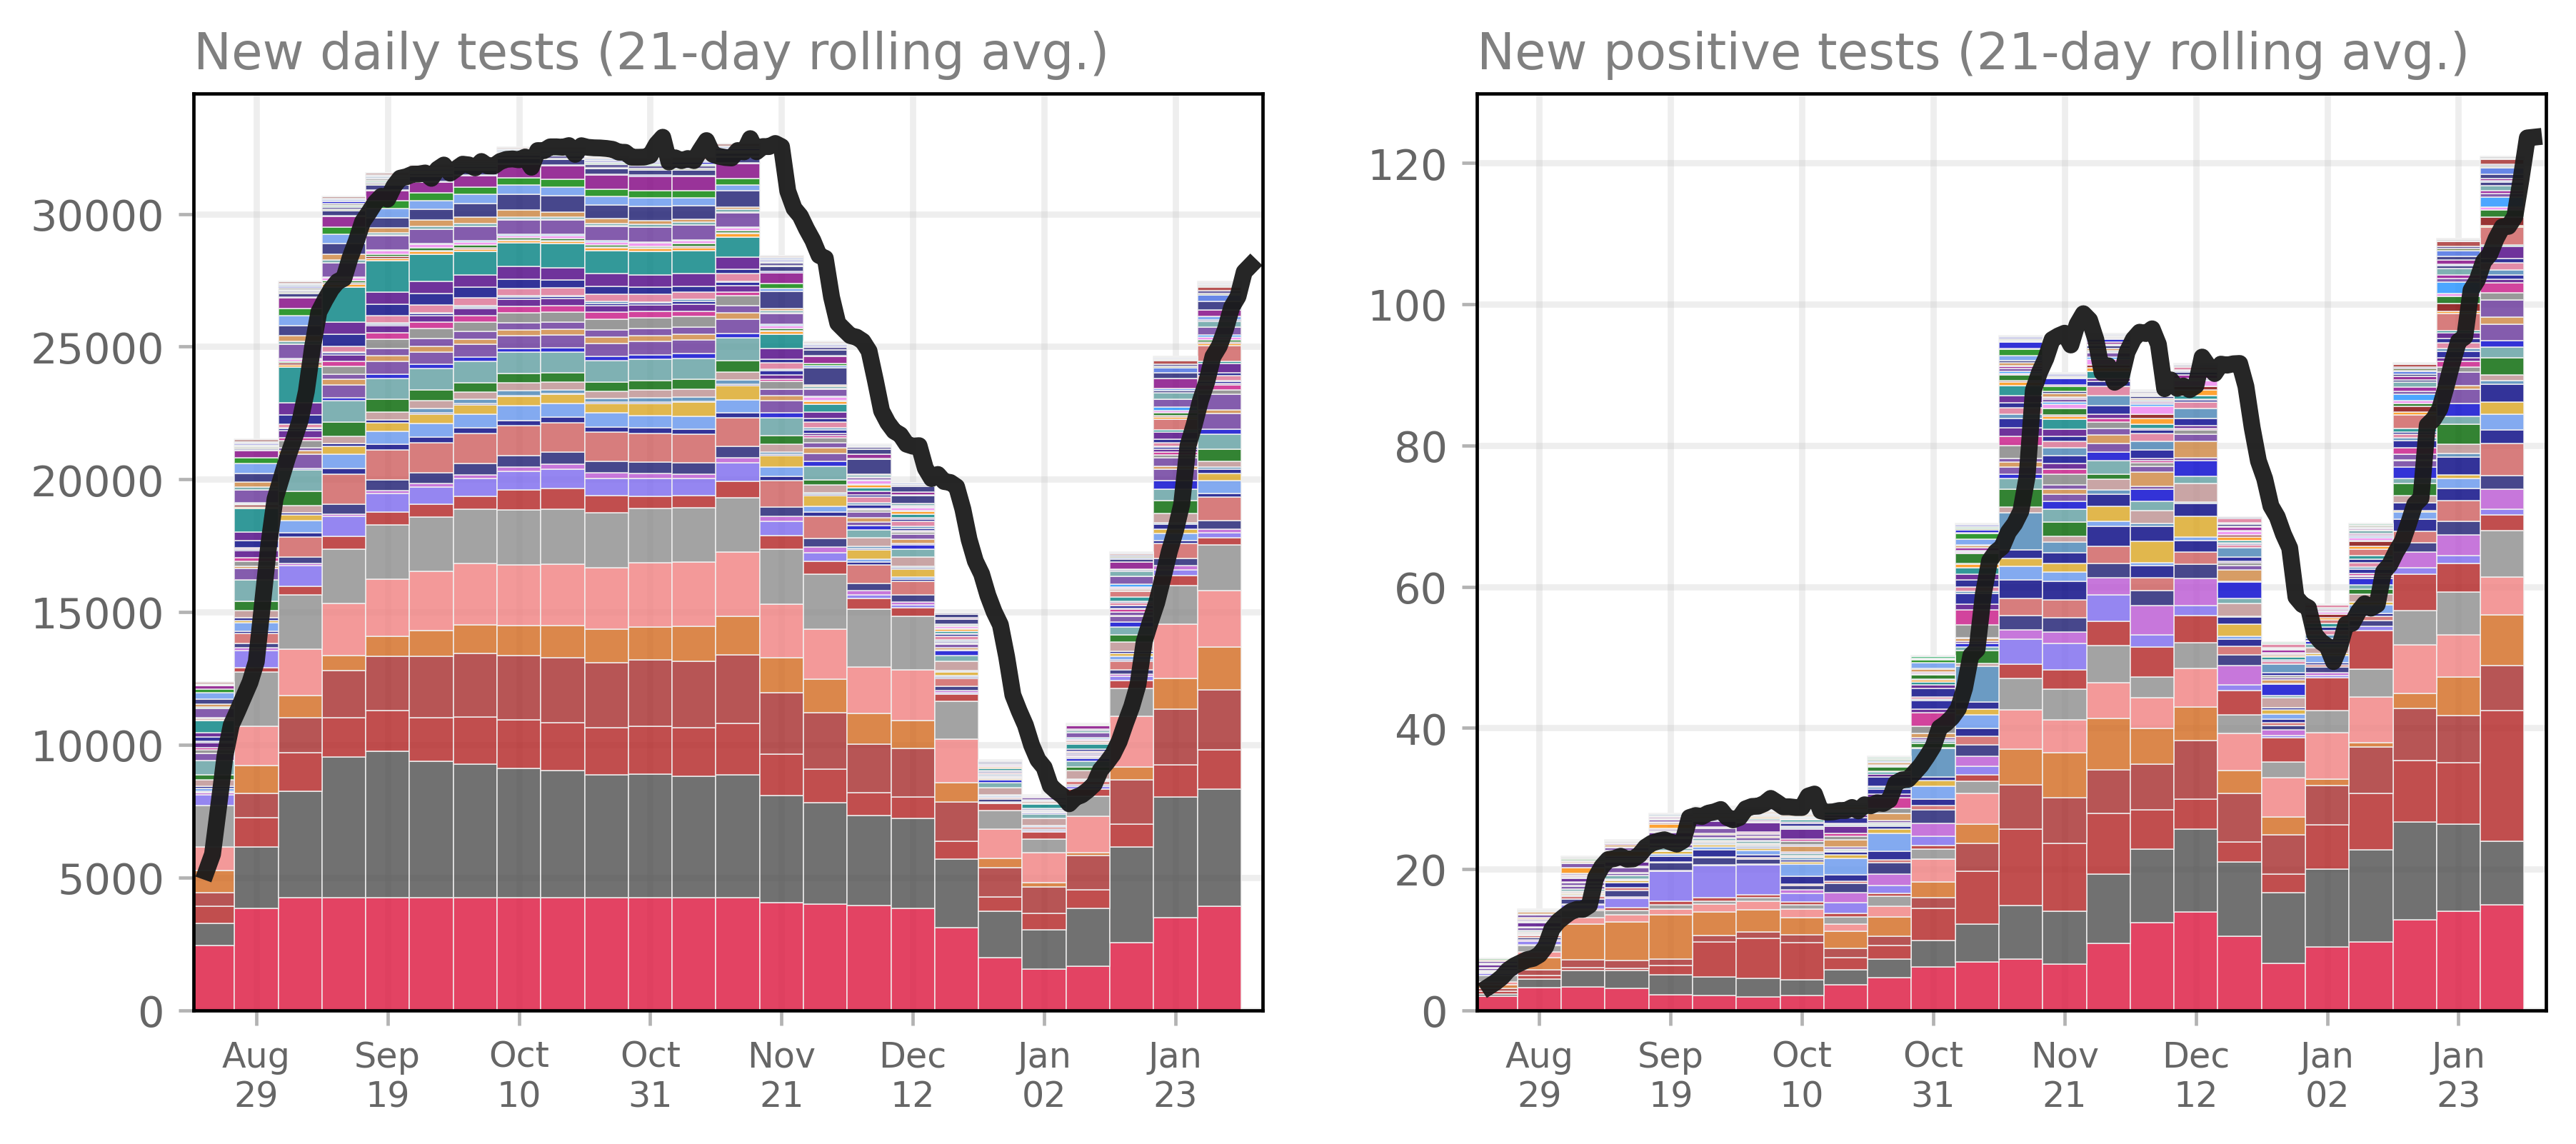 New daily tests (21-day rolling avg.)
30000
25000
20000
15000
10000
5000
0
Aug Sep Oct Oct Nov Dec Jan Jan
29 19 10 31 21 12 02 23
New positive tests (21-day rolling avg.)
120
100
80
60
40
20
0
Aug Sep Oct Oct Nov Dec Jan Jan
29 19 10 31 21 12 02 23